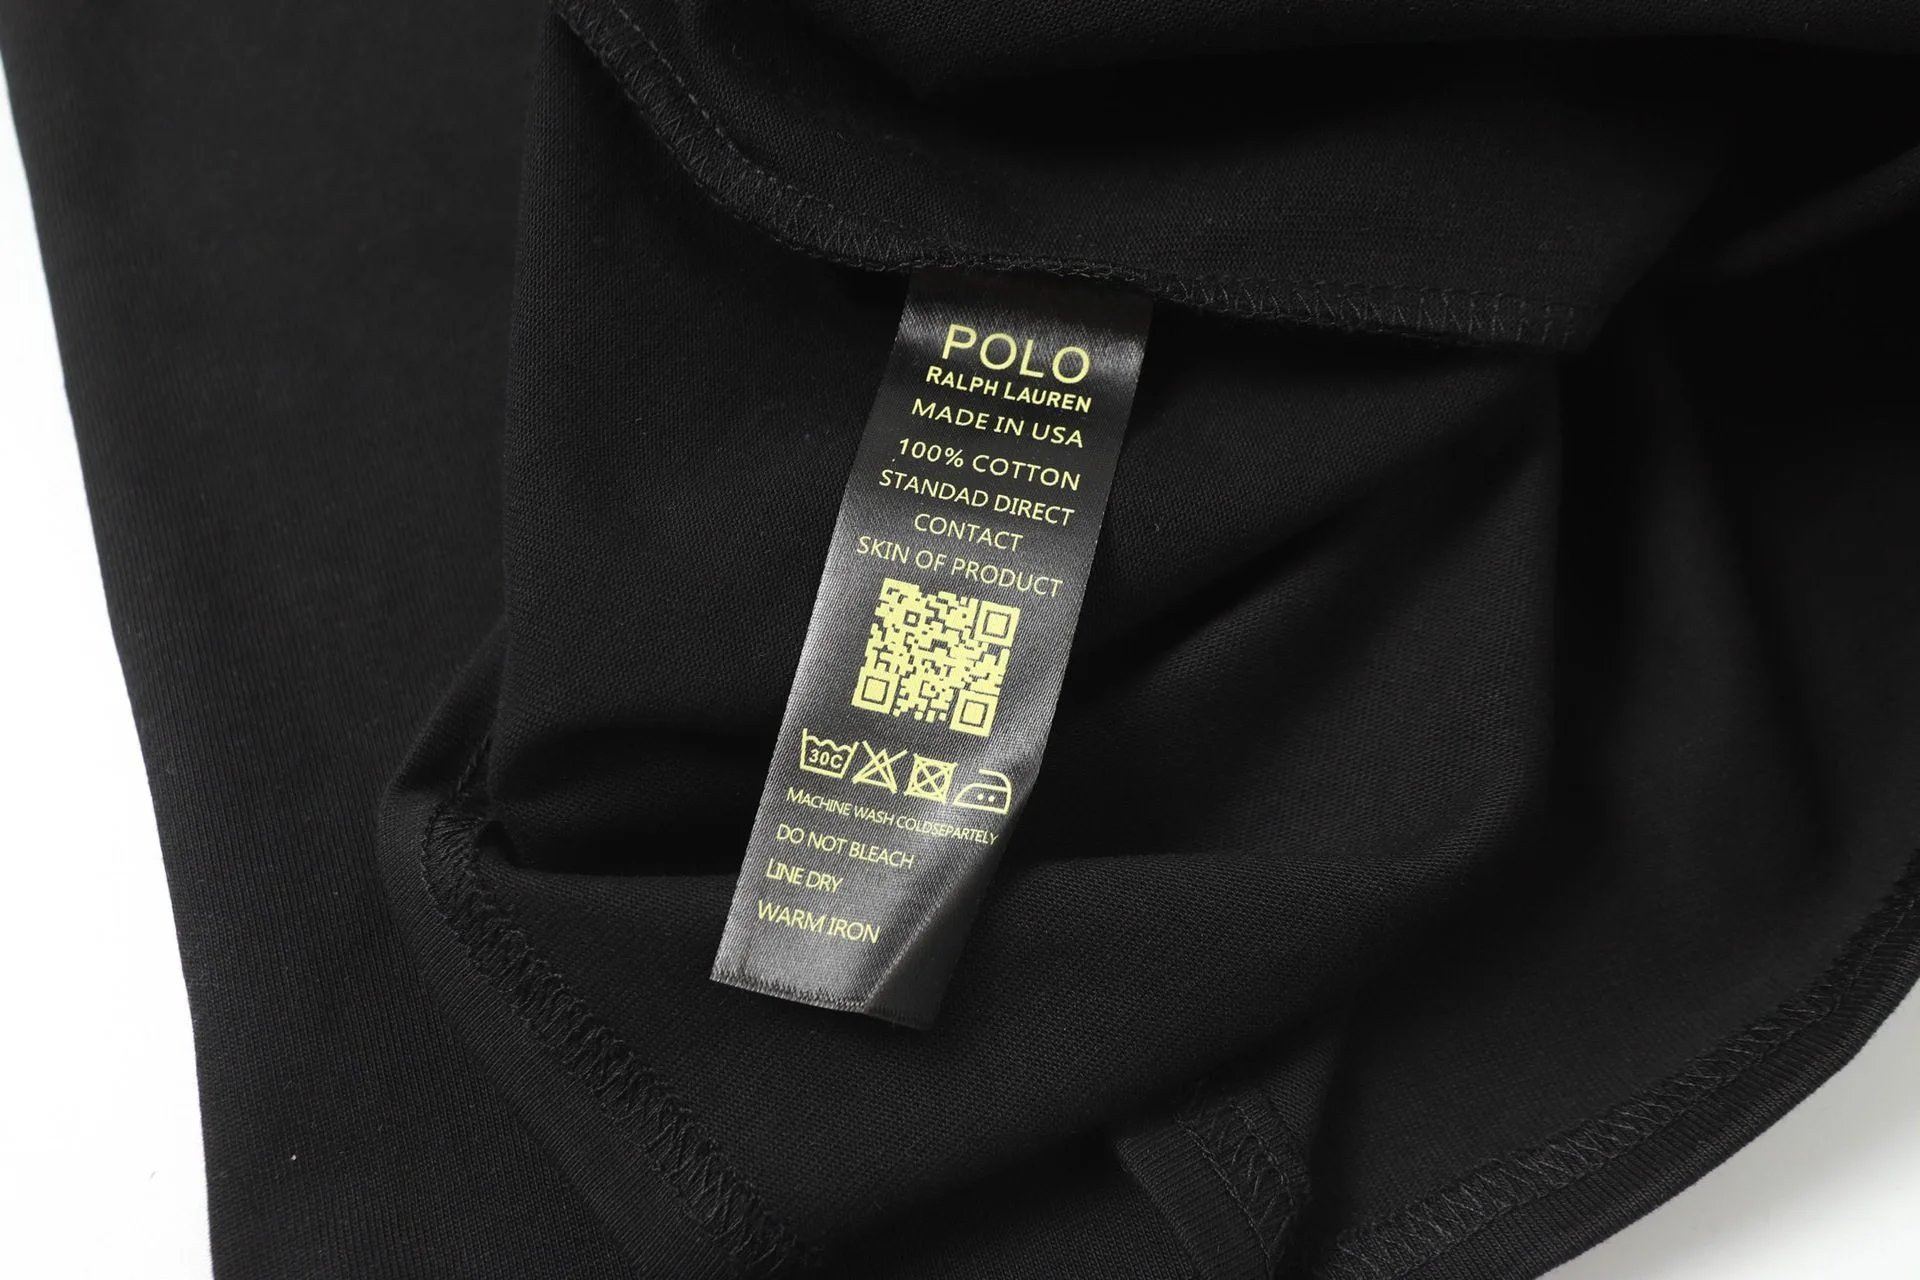 POLO
RALPH LAUREN
MADE IN USA
100% COTTON
STANDAD DIRECT
CONTACT
SKIN OF PRODUCT
30C
MACHINE WASH COLDSEPARTELY
DO NOT BLEACH
LINE DRY
WARM IRON